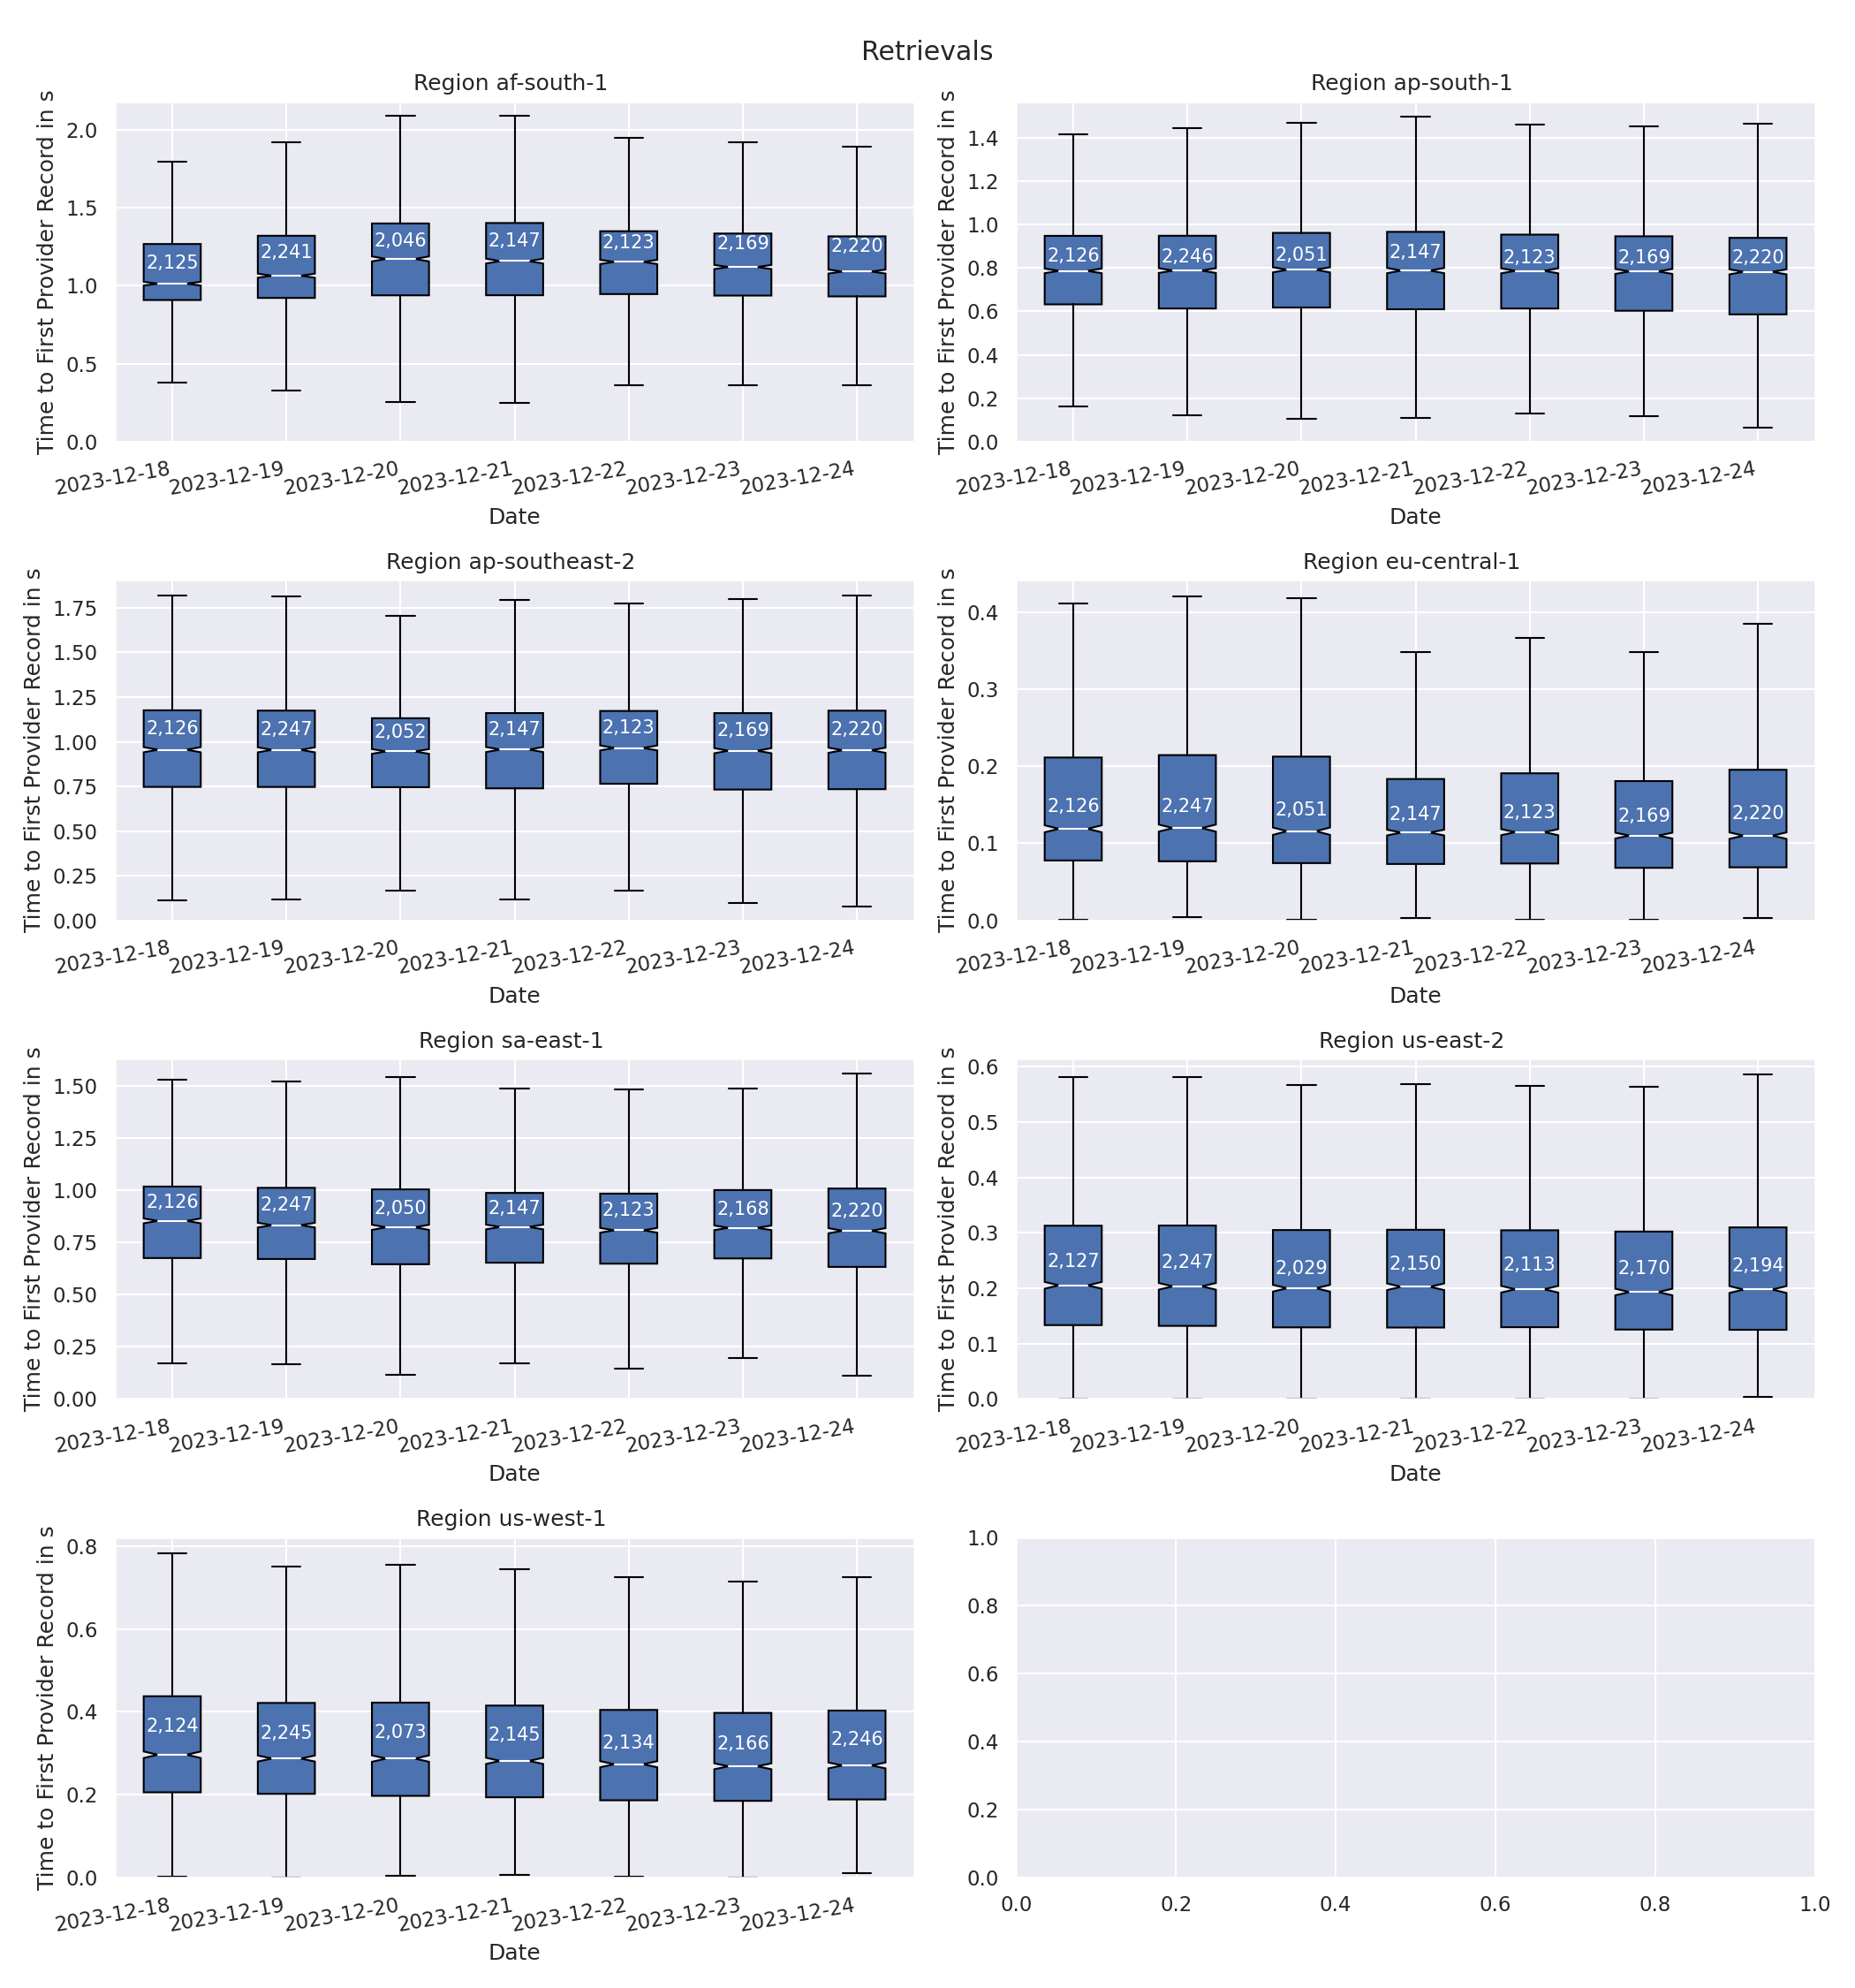 Retrievals
Region af-south-1
Time to First Provider Record in s
2.0
1.5
1.0
0.5
0.0
2,125 2,241 2,046 2,147 2,123 2,169 2,220
2023-12-18 2023-12-19 2023-12-20 2023-12-21 2023-12-22 2023-12-23 2023-12-24
Date
Region ap-south-1
Time to First Provider Record in s
1.4
1.2
1.0
0.8
0.6
0.4
0.2
0.0
2,126 2,246 2,051 2,147 2,123 2,169 2,220
2023-12-18 2023-12-19 2023-12-20 2023-12-21 2023-12-22 2023-12-23 2023-12-24
Date
Region ap-southeast-2
Time to First Provider Record in s
1.75
1.50
1.25
1.00
0.75
0.50
0.25
0.00
2,126 2,247 2,052 2,147 2,123 2,169 2,220
2023-12-18 2023-12-19 2023-12-20 2023-12-21 2023-12-22 2023-12-23 2023-12-24
Date
Region eu-central-1
Time to First Provider Record in s
0.4
0.3
0.2
0.1
0.0
2,126 2,247 2,051 2,147 2,123 2,169 2,220
2023-12-18 2023-12-19 2023-12-20 2023-12-21 2023-12-22 2023-12-23 2023-12-24
Date
Region sa-east-1
Time to First Provider Record in s
1.50
1.25
1.00
0.75
0.50
0.25
0.00
2,126 2,247 2,050 2,147 2,123 2,168 2,220
2023-12-18 2023-12-19 2023-12-20 2023-12-21 2023-12-22 2023-12-23 2023-12-24
Date
Region us-east-2
Time to First Provider Record in s
0.6
0.5
0.4
0.3
0.2
0.1
0.0
2,127 2,247 2,029 2,150 2,113 2,170 2,194
2023-12-18 2023-12-19 2023-12-20 2023-12-21 2023-12-22 2023-12-23 2023-12-24
Date
Region us-west-1
Time to First Provider Record in s
0.8
0.6
0.4
0.2
0.0
2,124 2,245 2,073 2,145 2,134 2,166 2,246
2023-12-18 2023-12-19 2023-12-20 2023-12-21 2023-12-22 2023-12-23 2023-12-24
Date
1.0
0.8
0.6
0.4
0.2
0.0
0.0 0.2 0.4 0.6 0.8 1.0